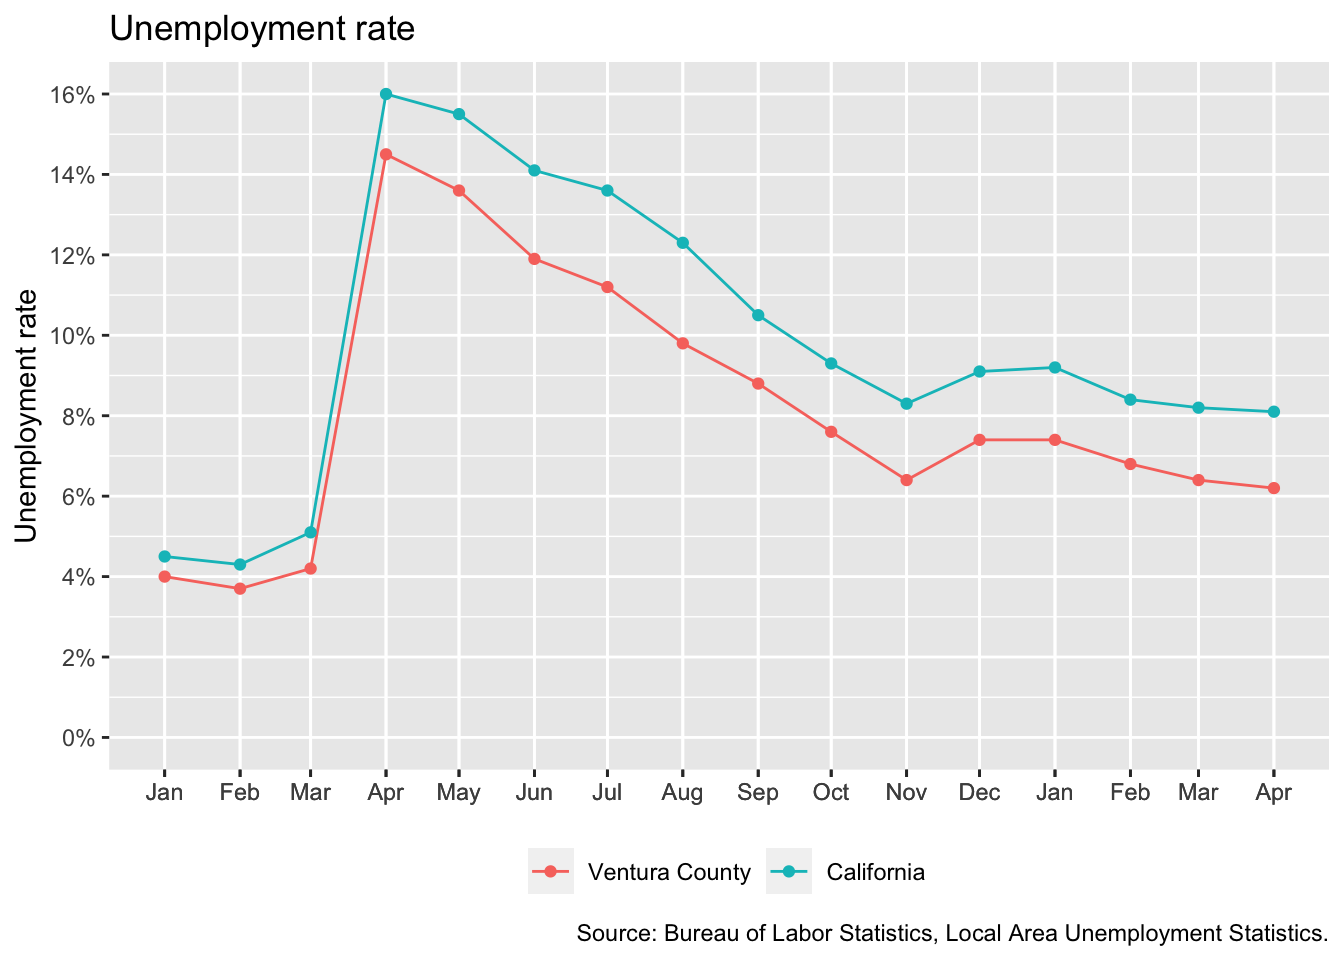 Unemployment rate
Unemployment rate
16%
14%
12%
10%
8%
6%
4%
2%
0%
Jan Feb Mar Apr May Jun Jul Aug Sep Oct Nov Dec Jan Feb Mar Apr
Ventura County California
Source: Bureau of Labor Statistics, Local Area Unemployment Statistics.